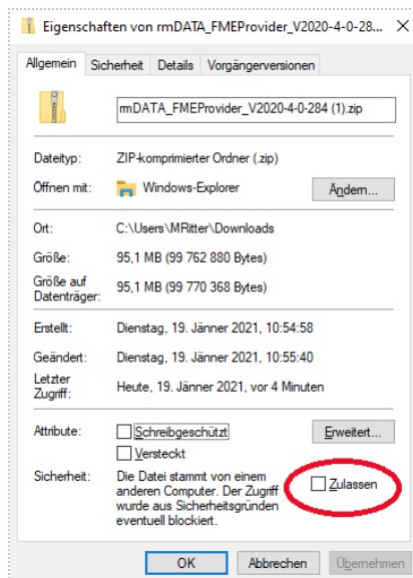 Eigenschaften von rmDATA_FMEProvider_V2020-4-0-28...
Allgemein Sicherheit Details Vorgängerversionen
rmDATA_FMEProvider_V2020-4-0-284 (1).zip
Dateityp: ZIP-komprimierter Ordner (.zip)
Öffnen mit: Windows-Explorer Ändern...
Ort: C:\Users\MRitter\Downloads
Größe: 95,1 MB (99 762 880 Bytes)
Größe auf
Datenträger: 95,1 MB (99 770 368 Bytes)
Erstellt: Dienstag, 19. Jänner 2021, 10:54:58
Geändert: Dienstag, 19. Jänner 2021, 10:55:40
Letzter
Zugriff: Heute, 19. Jänner 2021, vor 4 Minuten
Attribute: Schreibgeschützt Erweitert...
Versteckt
Sicherheit: Die Datei stammt von einem
anderen Computer. Der Zugriff Zulassen
wurde aus Sicherheitsgründen
eventuell blockiert.
OK Abbrechen Übernehmen